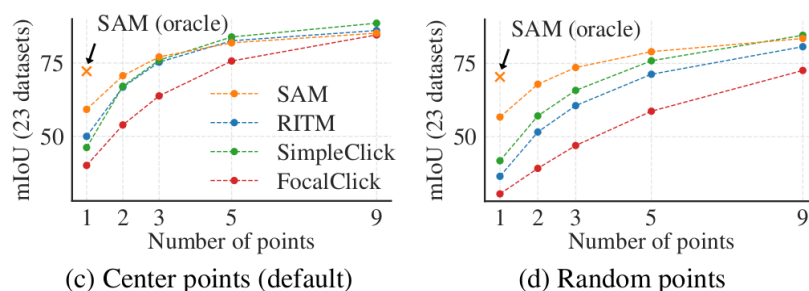 SAM (oracle)
75
50
mIoU (23 datasets)
SAM
RITM
SimpleClick
FocalClick
1 2 3 5 9
Number of points
(c) Center points (default)
SAM (oracle)
75
50
mIoU (23 datasets)
1 2 3 5 9
Number of points
(d) Random points